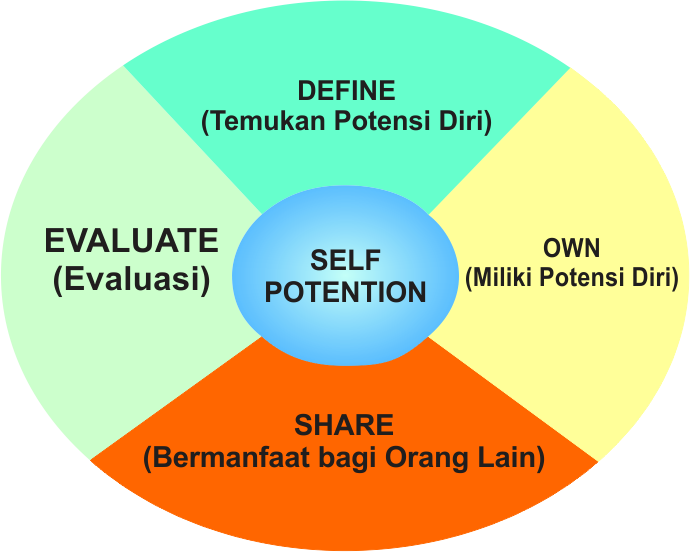 DEFINE
(Temukan Potensi Diri)
EVALUATE
(Evaluasi)
SELF
POTENTION
OWN
(Miliki Potensi Diri)
SHARE
(Bermanfaat bagi Orang Lain)